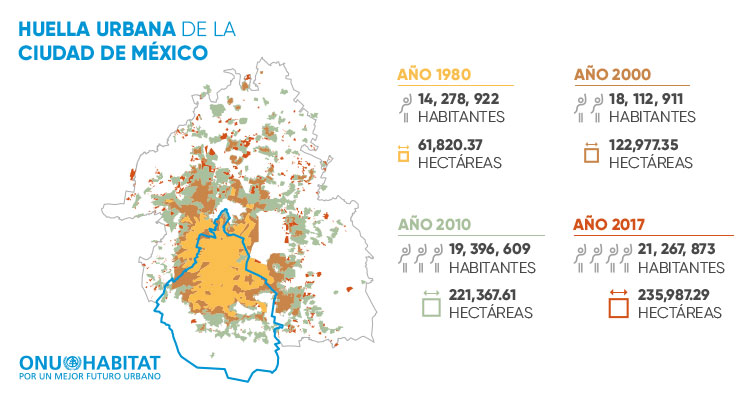 HUELLA URBANA DE LA
CIUDAD DE MÉXICO
AÑO 1980
14, 278, 922
HABITANTES
61,820.37
HECTÁREAS
AÑO 2000
18, 112, 911
HABITANTES
122,977.35
HECTÁREAS
AÑO 2010
19, 396, 609
HABITANTES
221,367.61
HECTÁREAS
AÑO 2017
21, 267, 873
HABITANTES
235,987.29
HECTÁREAS
ONU HABITAT
POR UN MEJOR FUTURO URBANO